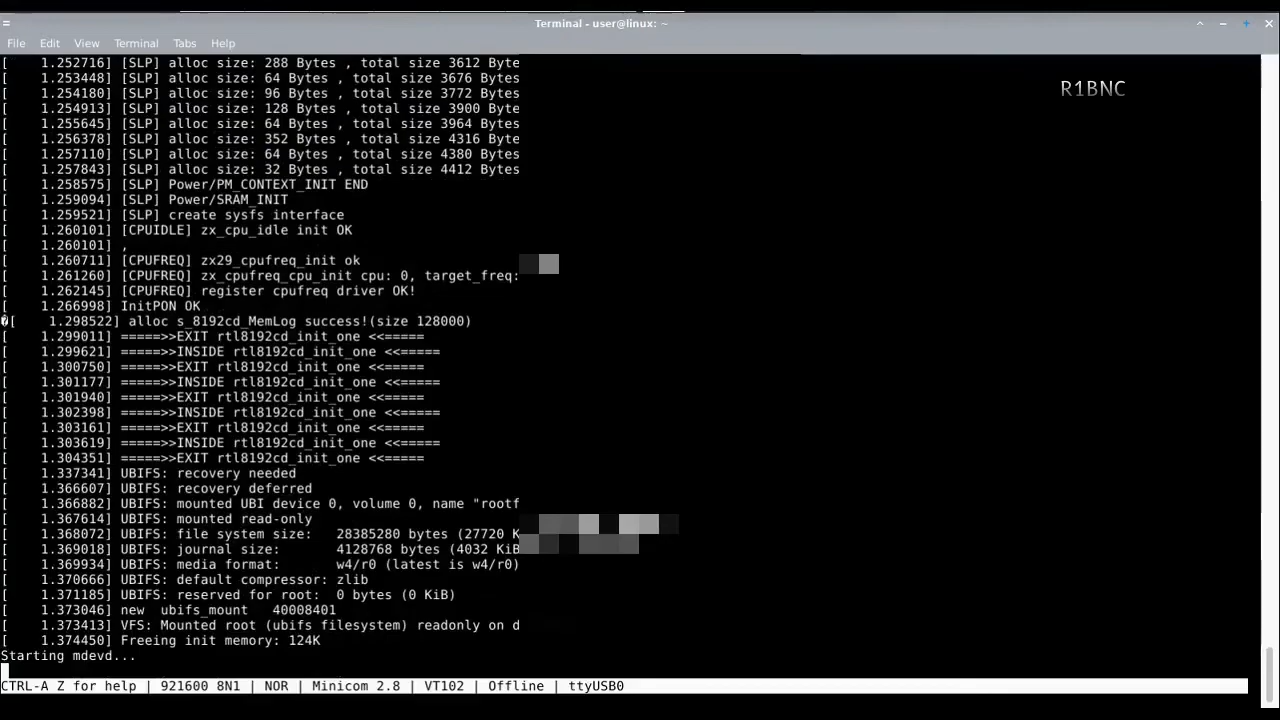 Terminal - user@linux: ~
File Edit View Terminal Tabs Help
R1BNC
[ 1.252716] [SLP] alloc size: 288 Bytes , total size 3612 Byte
[ 1.253448] [SLP] alloc size: 64 Bytes , total size 3676 Bytes
[ 1.254180] [SLP] alloc size: 96 Bytes , total size 3772 Bytes
[ 1.254913] [SLP] alloc size: 128 Bytes , total size 3900 Byte
[ 1.255645] [SLP] alloc size: 64 Bytes , total size 3964 Bytes
[ 1.256378] [SLP] alloc size: 352 Bytes , total size 4316 Byte
[ 1.257110] [SLP] alloc size: 64 Bytes , total size 4380 Bytes
[ 1.257843] [SLP] alloc size: 32 Bytes , total size 4412 Bytes
[ 1.258575] [SLP] Power/PM_CONTEXT_INIT END
[ 1.259094] [SLP] Power/SRAM_INIT
[ 1.259521] [SLP] create sysfs interface
[ 1.260101] [CPUIDLE] zx_cpu_idle init OK
[ 1.260101] ,
[ 1.260711] [CPUFREQ] zx29_cpufreq_init ok
[ 1.261260] [CPUFREQ] zx_cpufreq_cpu_init cpu: 0, target_freq:
[ 1.262145] [CPUFREQ] register cpufreq driver OK!
[ 1.266998] InitPON OK
�[ 1.298522] alloc s_8192cd_MemLog success!(size 128000)
[ 1.299011] =====>>EXIT rtl8192cd_init_one <<=====
[ 1.299621] =====>>INSIDE rtl8192cd_init_one <<=====
[ 1.300750] =====>>EXIT rtl8192cd_init_one <<=====
[ 1.301177] =====>>INSIDE rtl8192cd_init_one <<=====
[ 1.301940] =====>>EXIT rtl8192cd_init_one <<=====
[ 1.302398] =====>>INSIDE rtl8192cd_init_one <<=====
[ 1.303161] =====>>EXIT rtl8192cd_init_one <<=====
[ 1.303619] =====>>INSIDE rtl8192cd_init_one <<=====
[ 1.304351] =====>>EXIT rtl8192cd_init_one <<=====
[ 1.337341] UBIFS: recovery needed
[ 1.366607] UBIFS: recovery deferred
[ 1.366882] UBIFS: mounted UBI device 0, volume 0, name "rootf
[ 1.367614] UBIFS: mounted read-only
[ 1.368072] UBIFS: file system size: 28385280 bytes (27720 K
[ 1.369018] UBIFS: journal size: 4128768 bytes (4032 KiB
[ 1.369934] UBIFS: media format: w4/r0 (latest is w4/r0)
[ 1.370666] UBIFS: default compressor: zlib
[ 1.371185] UBIFS: reserved for root: 0 bytes (0 KiB)
[ 1.373046] new ubifs_mount 40008401
[ 1.373413] VFS: Mounted root (ubifs filesystem) readonly on d
[ 1.374450] Freeing init memory: 124K
Starting mdevd...
CTRL-A Z for help | 921600 8N1 | NOR | Minicom 2.8 | VT102 | Offline | ttyUSB0